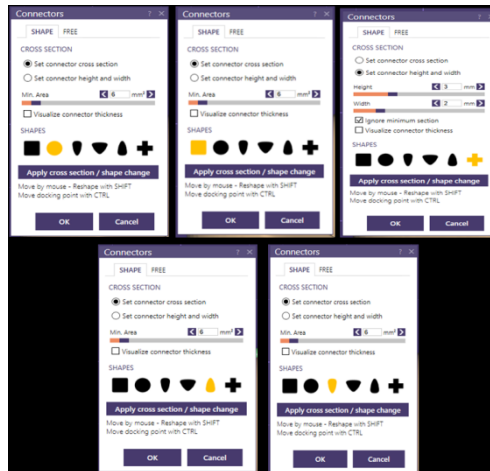 Connectors ? ×
SHAPE FREE
CROSS SECTION
Set connector cross section
Set connector height and width
Min. Area 6 mm²
Visualize connector thickness
SHAPES
Apply cross section / shape change
Move by mouse - Reshape with SHIFT
Move docking point with CTRL
OK Cancel
Connectors ? ×
SHAPE FREE
CROSS SECTION
Set connector cross section
Set connector height and width
Min. Area 6 mm²
Visualize connector thickness
SHAPES
Apply cross section / shape change
Move by mouse - Reshape with SHIFT
Move docking point with CTRL
OK Cancel
Connectors ? ×
SHAPE FREE
CROSS SECTION
Set connector cross section
Set connector height and width
Height 3 mm
Width 2 mm
Ignore minimum section
Visualize connector thickness
SHAPES
Apply cross section / shape change
Move by mouse - Reshape with SHIFT
Move docking point with CTRL
OK Cancel
Connectors ? ×
SHAPE FREE
CROSS SECTION
Set connector cross section
Set connector height and width
Min. Area 6 mm²
Visualize connector thickness
SHAPES
Apply cross section / shape change
Move by mouse - Reshape with SHIFT
Move docking point with CTRL
OK Cancel
Connectors ? ×
SHAPE FREE
CROSS SECTION
Set connector cross section
Set connector height and width
Min. Area 6 mm²
Visualize connector thickness
SHAPES
Apply cross section / shape change
Move by mouse - Reshape with SHIFT
Move docking point with CTRL
OK Cancel